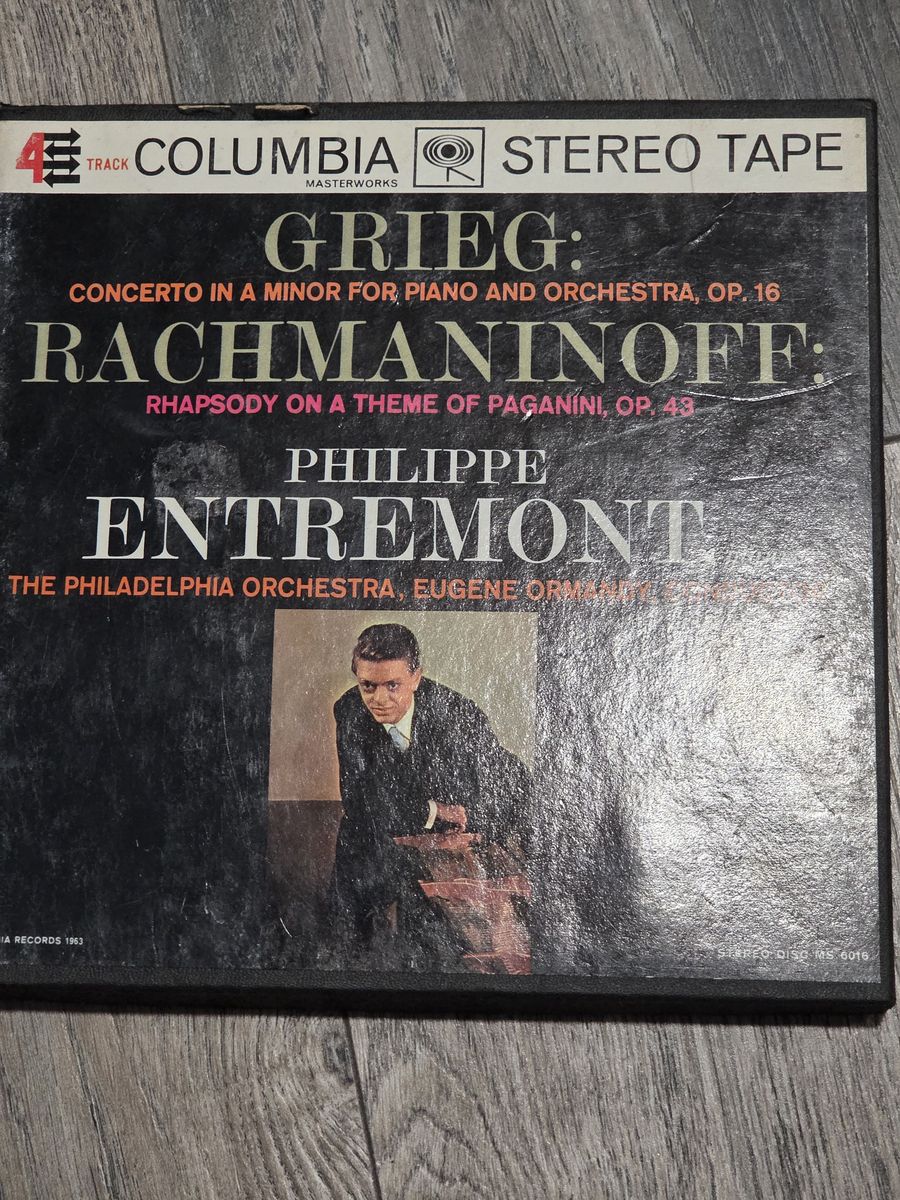 4 TRACK COLUMBIA STEREO TAPE
MASTERWORKS
GRIEG:
CONCERTO IN A MINOR FOR PIANO AND ORCHESTRA, OP. 16
RACHMANINOFF:
RHAPSODY ON A THEME OF PAGANINI, OP. 43
PHILIPPE
ENTREMONT
THE PHILADELPHIA ORCHESTRA, EUGENE ORMANDY, CONDUCTOR
RECORDS 1963
STEREO DISC MS 6016